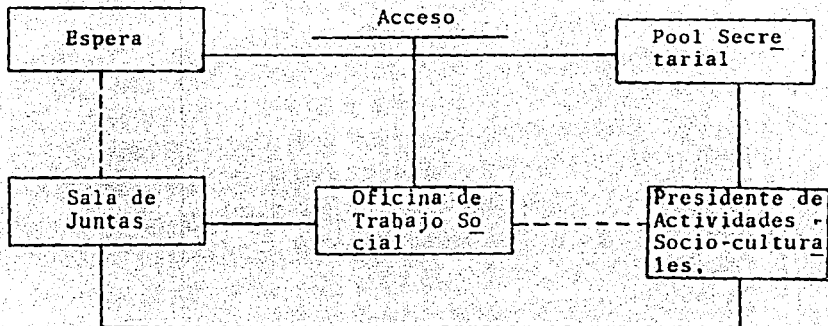 Acceso
Espera
Pool Secre
tarial
Sala de
Juntas
Oficina de
Trabajo So
cial
Presidente de
Actividades -
Socio-cultura
les.